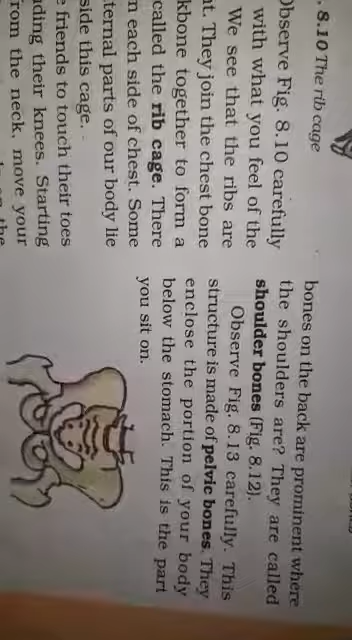 . 8.10 The rib cage
Observe Fig. 8.10 carefully
with what you feel of the
We see that the ribs are
nt. They join the chest bone
kbone together to form a
called the rib cage. There
n each side of chest. Some
ternal parts of our body lie
side this cage.
e friends to touch their toes
ding their knees. Starting
from the neck, move your
the
bones on the back are prominent where
the shoulders are? They are called
shoulder bones (Fig. 8.12).
Observe Fig. 8.13 carefully. This
structure is made of pelvic bones. They
enclose the portion of your body
below the stomach. This is the part
you sit on.